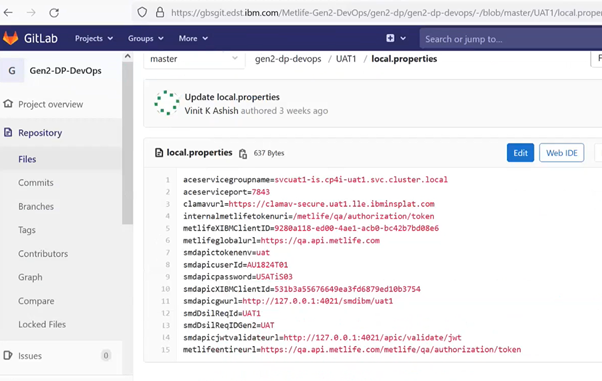 https://gbsgit.edst.ibm.com/Metlife-Gen2-DevOps/gen2-dp/gen2-dp-devops/-/blob/master/UAT1/local.proper
GitLab Projects Groups More Search or jump to...
G Gen2-DP-DevOps
Project overview
Repository
Files
Commits
Branches
Tags
Contributors
Graph
Compare
Locked Files
Issues 0
master gen2-dp-devops / UAT1 / local.properties F
Update local.properties
Vinit K Ashish authored 3 weeks ago
local.properties 637 Bytes Edit Web IDE
1 aceservicegroupname=svcuat1-is.cp4i-uat1.svc.cluster.local
2 aceserviceport=7843
3 clamavurl=https://clamav-secure.uat1.lle.ibminsplat.com
4 internalmetlifetokenuri=/metlife/qa/authorization/token
5 metlifeXIBMClientID=9280a118-ed00-4ae1-acb0-bc42b7bd08e6
6 metlifeglobalurl=https://qa.api.metlife.com
7 smdapictokenenv=uat
8 smdapicuserId=AU1824T01
9 smdapicpassword=USATiS03
10 smdapicXIBMClientId=531b3a55676649ea3fd6879ed10b3754
11 smdapicgwurl=http://127.0.0.1:4021/smdibm/uat1
12 smdDsilReqId=UAT1
13 smdDsilReqIDGen2=UAT
14 smdapicjwtvalidateurl=http://127.0.0.1:4021/apic/validate/jwt
15 metlifeentireurl=https://qa.api.metlife.com/metlife/qa/authorization/token